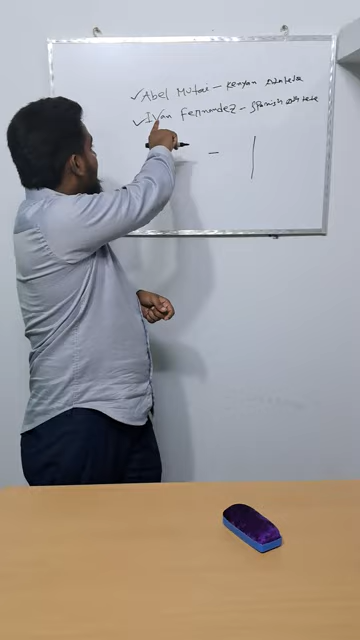 ✓Abel Mutai - Kenyan athlete
✓Ivan Fernandez - Spanish athlete
- |